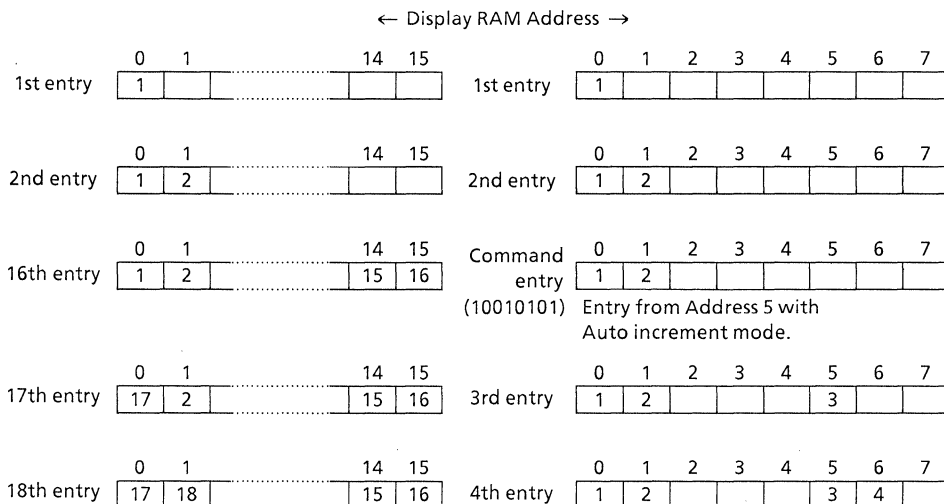 ← Display RAM Address →
0 1 14 15
1st entry 1
0 1 2 3 4 5 6 7
1st entry 1
0 1 14 15
2nd entry 1 2
0 1 2 3 4 5 6 7
2nd entry 1 2
0 1 14 15
16th entry 1 2 15 16
0 1 2 3 4 5 6 7
Command
entry 1 2
(10010101) Entry from Address 5 with
Auto increment mode.
0 1 14 15
17th entry 17 2 15 16
0 1 2 3 4 5 6 7
3rd entry 1 2 3
0 1 14 15
18th entry 17 18 15 16
0 1 2 3 4 5 6 7
4th entry 1 2 3 4